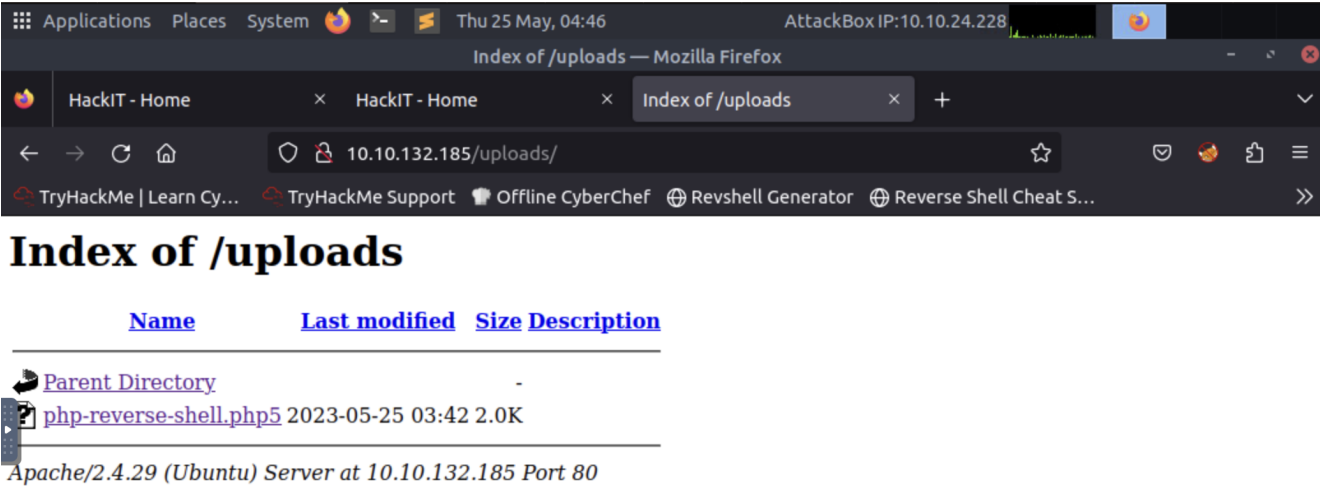 Applications Places System Thu 25 May, 04:46 AttackBox IP:10.10.24.228
Index of /uploads — Mozilla Firefox
HackIT - Home × HackIT - Home × Index of /uploads × +
10.10.132.185/uploads/
TryHackMe | Learn Cy... TryHackMe Support Offline CyberChef Revshell Generator Reverse Shell Cheat S...
Index of /uploads
Name Last modified Size Description
Parent Directory -
php-reverse-shell.php5 2023-05-25 03:42 2.0K
Apache/2.4.29 (Ubuntu) Server at 10.10.132.185 Port 80